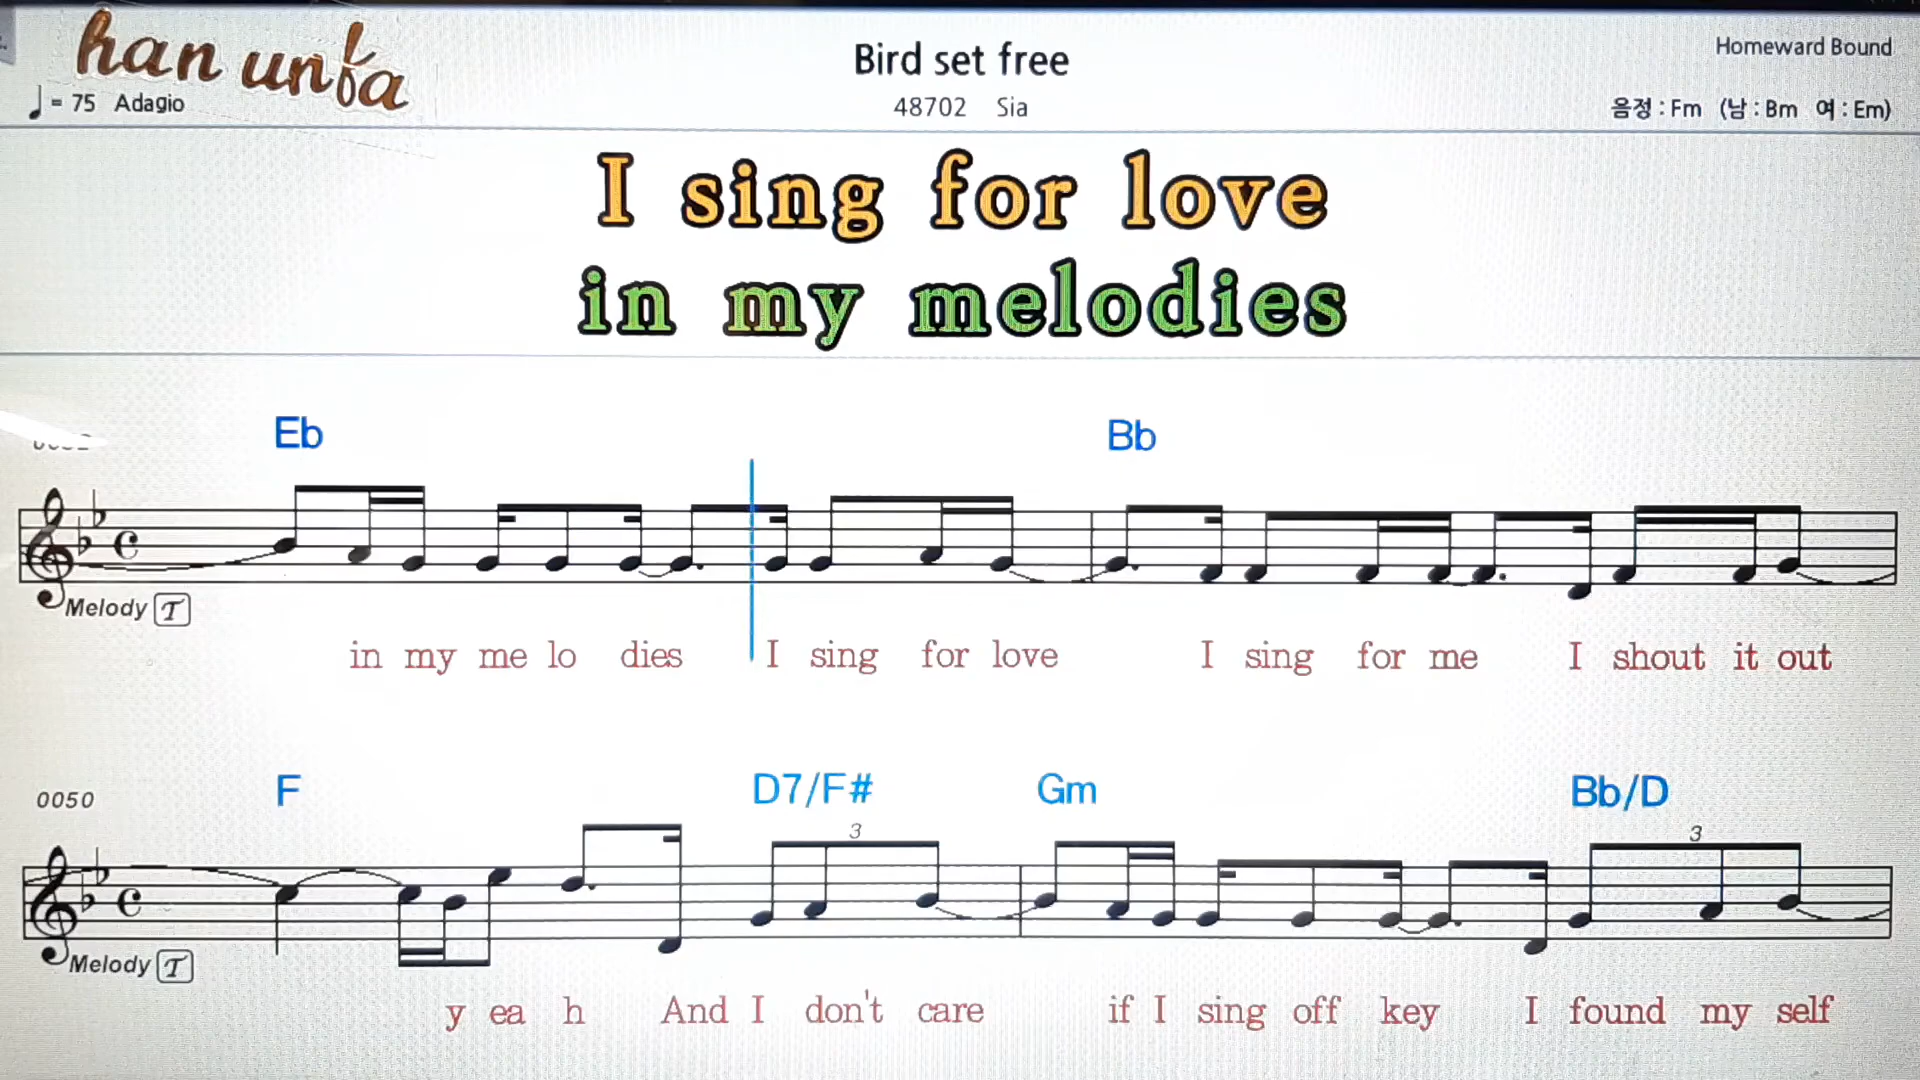 han unfa
Bird set free
Homeward Bound
= 75 Adagio
48702 Sia
음정 : Fm (남 : Bm 여 : Em)
I sing for love
in my melodies
Eb Bb
Melody T
in my me lo dies I sing for love I sing for me I shout it out
0050
F D7/F# Gm Bb/D
3 3
Melody T
y ea h And I don't care if I sing off key I found my self